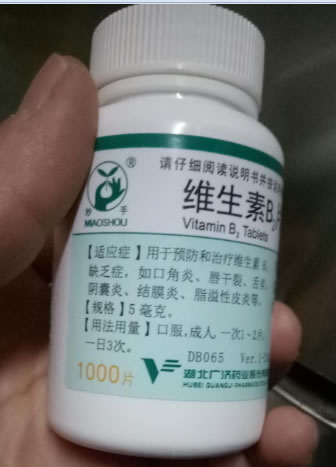 ®
妙手
MIAOSHOU
请仔细阅读说明书并按
维生素B₂
Vitamin B₂ Tablets
【适应症】用于预防和治疗维生素 B₂
缺乏症，如口角炎、唇干裂、舌炎、
阴囊炎、结膜炎、脂溢性皮炎等。
【规格】5 毫克。
【用法用量】口服,成人 一次1~2片，
一日3次。
DB065 Ver.
1000片
湖北广济药业股份
HUBEI GUANGJI PHARMACEUTICAL